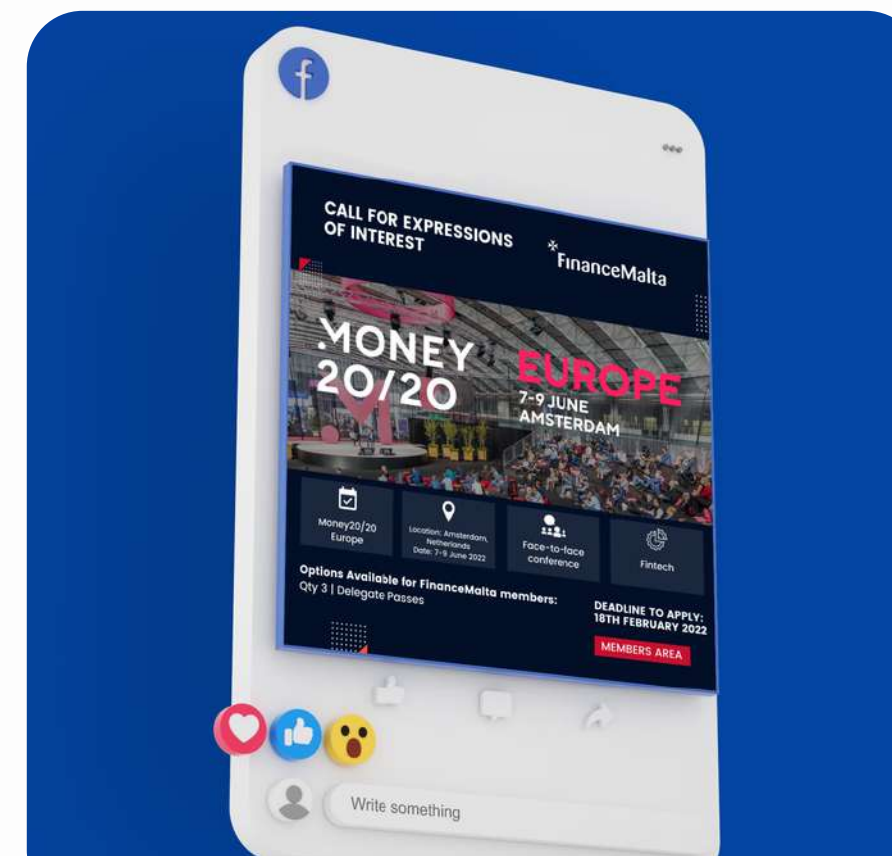 CALL FOR EXPRESSIONS
OF INTEREST
FinanceMalta
MONEY
20/20
EUROPE
7-9 JUNE
AMSTERDAM
Money20/20
Europe
Location: Amsterdam,
Netherlands
Date: 7-9 June 2022
Face-to-face
conference
Fintech
Options Available for FinanceMalta members:
Qty 3 | Delegate Passes
DEADLINE TO APPLY:
18TH FEBRUARY 2022
MEMBERS AREA
Write something